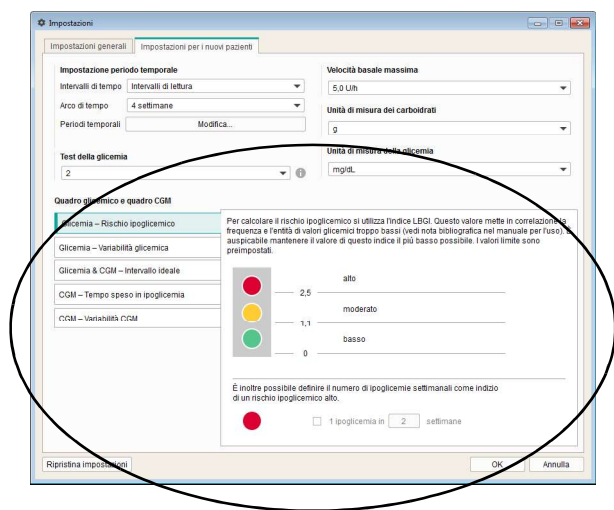 Impostazioni
Impostazioni generali
Impostazioni per i nuovi pazienti
Impostazione periodo temporale
Intervalli di tempo
Intervalli di lettura
Arco di tempo
4 settimane
Periodi temporali
Modifica...
Test della glicemia
2
Velocità basale massima
5,0 U/h
Unità di misura dei carboidrati
g
Unità di misura della glicemia
mg/dL
Quadro glicemico e quadro CGM
Glicemia – Rischio ipoglicemico
Glicemia – Variabilità glicemica
Glicemia & CGM – Intervallo ideale
CGM – Tempo speso in ipoglicemia
CGM – Variabilità CGM
Per calcolare il rischio ipoglicemico si utilizza l'indice LBGI. Questo valore mette in correlazione la
frequenza e l'entità di valori glicemici troppo bassi (vedi nota bibliografica nel manuale per l'uso). È
auspicabile mantenere il valore di questo indice il più basso possibile. I valori limite sono
preimpostati.
alto
2,5
moderato
1,1
basso
0
È inoltre possibile definire il numero di ipoglicemie settimanali come indizio
di un rischio ipoglicemico alto.
1 ipoglicemia in 2 settimane
Ripristina impostazioni
OK
Annulla